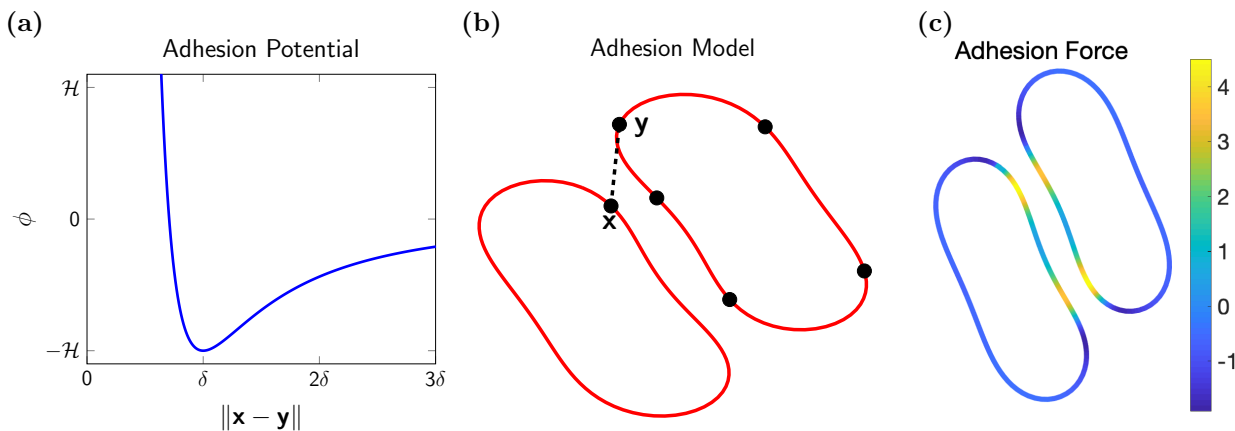 (a)
Adhesion Potential
ℋ
0
−ℋ
ϕ
0 δ 2δ 3δ
‖x − y‖
(b)
Adhesion Model
y
x
(c)
Adhesion Force
4
3
2
1
0
-1